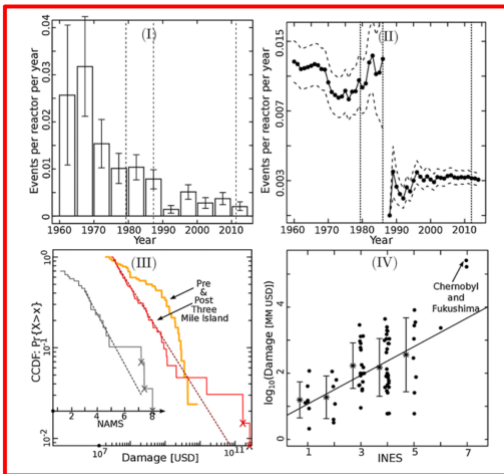 (I)
Events per reactor per year
0.04
0.03
0.02
0.01
0
1960 1970 1980 1990 2000 2010
Year
(II)
Events per reactor per year
0.015
0.009
0.003
1960 1970 1980 1990 2000 2010
Year
(III)
CCDF: Pr{X>x}
10⁰
10⁻¹
10⁻²
Pre
&
Post
Three
Mile Island
0 2 4 6 8
NAMS
10⁷ 10¹¹
Damage [USD]
(IV)
log₁₀(Damage [MM USD])
0 2 4
Chernobyl
and
Fukushima
1 2 3 4 5 6 7
INES